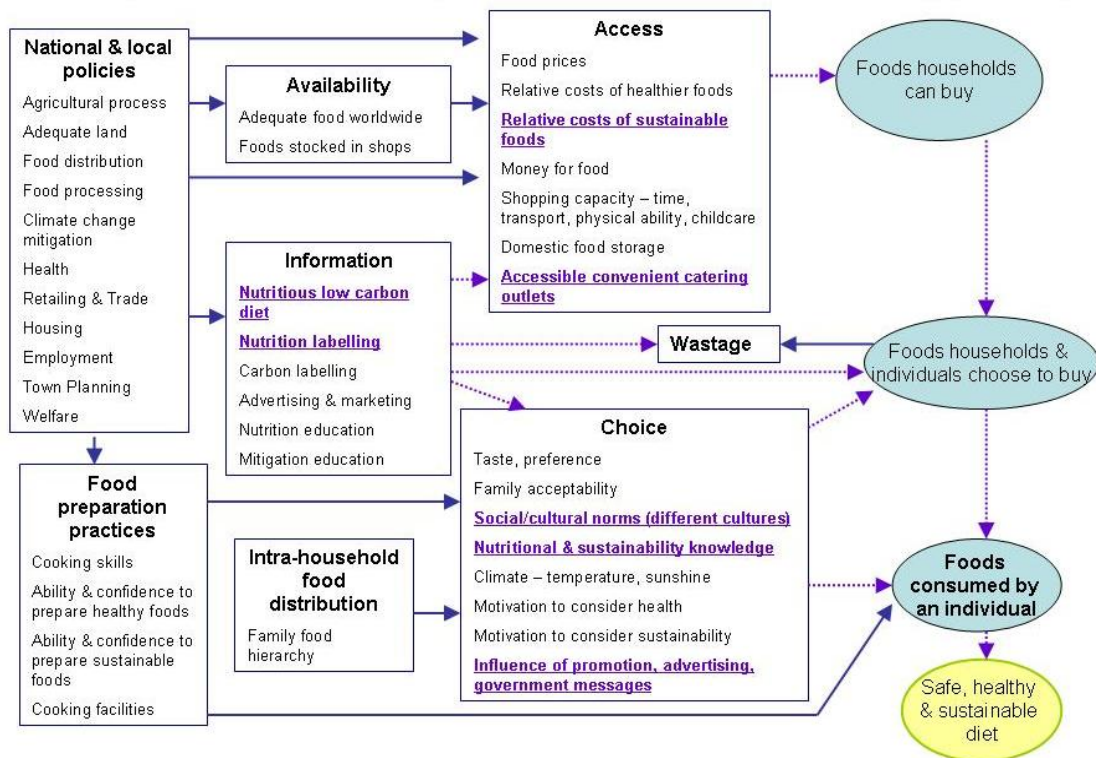 National & local
policies
Agricultural process
Adequate land
Food distribution
Food processing
Climate change
mitigation
Health
Retailing & Trade
Housing
Employment
Town Planning
Welfare
Availability
Adequate food worldwide
Foods stocked in shops
Access
Food prices
Relative costs of healthier foods
Relative costs of sustainable
foods
Money for food
Shopping capacity – time,
transport, physical ability, childcare
Domestic food storage
Accessible convenient catering
outlets
Foods households
can buy
Information
Nutritious low carbon
diet
Nutrition labelling
Carbon labelling
Advertising & marketing
Nutrition education
Mitigation education
Wastage
Foods households &
individuals choose to buy
Food
preparation
practices
Cooking skills
Ability & confidence to
prepare healthy foods
Ability & confidence to
prepare sustainable
foods
Cooking facilities
Intra-household
food
distribution
Family food
hierarchy
Choice
Taste, preference
Family acceptability
Social/cultural norms (different cultures)
Nutritional & sustainability knowledge
Climate – temperature, sunshine
Motivation to consider health
Motivation to consider sustainability
Influence of promotion, advertising,
government messages
Foods
consumed by
an individual
Safe, healthy
& sustainable
diet